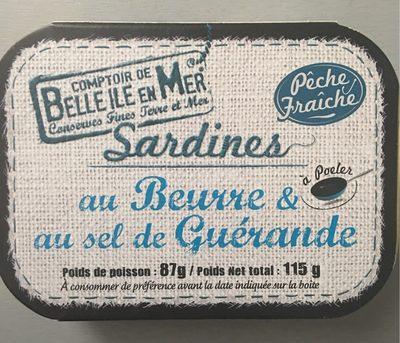 COMPTOIR DE
BELLE ILE EN MER
Conserves Fines Terre et Mer
Pêche
Fraîche
Sardines
à Poeler
au Beurre &
au sel de Guérande
Poids de poisson : 87g / Poids Net total : 115 g
A consommer de préférence avant la date indiquée sur la boite